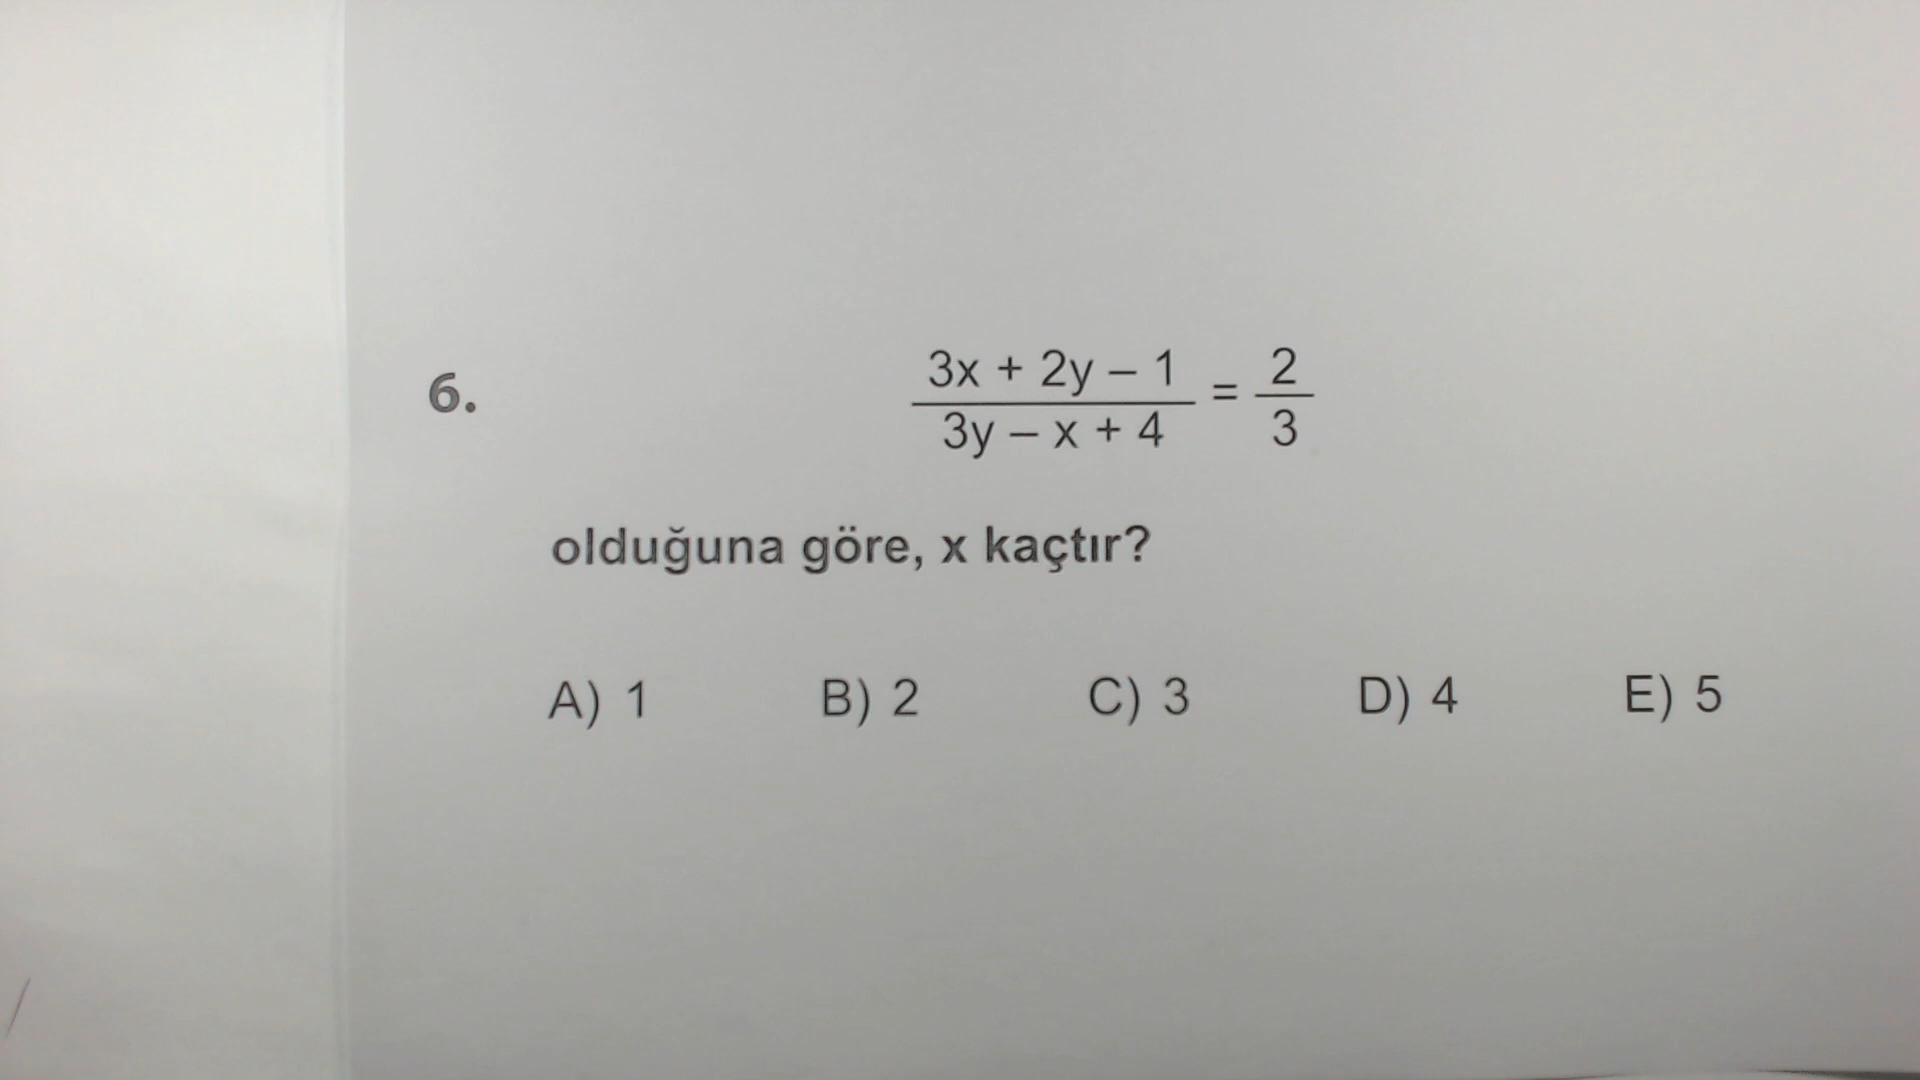 6.
3x + 2y – 1 / 3y – x + 4 = 2 / 3
olduğuna göre, x kaçtır?
A) 1 B) 2 C) 3 D) 4 E) 5